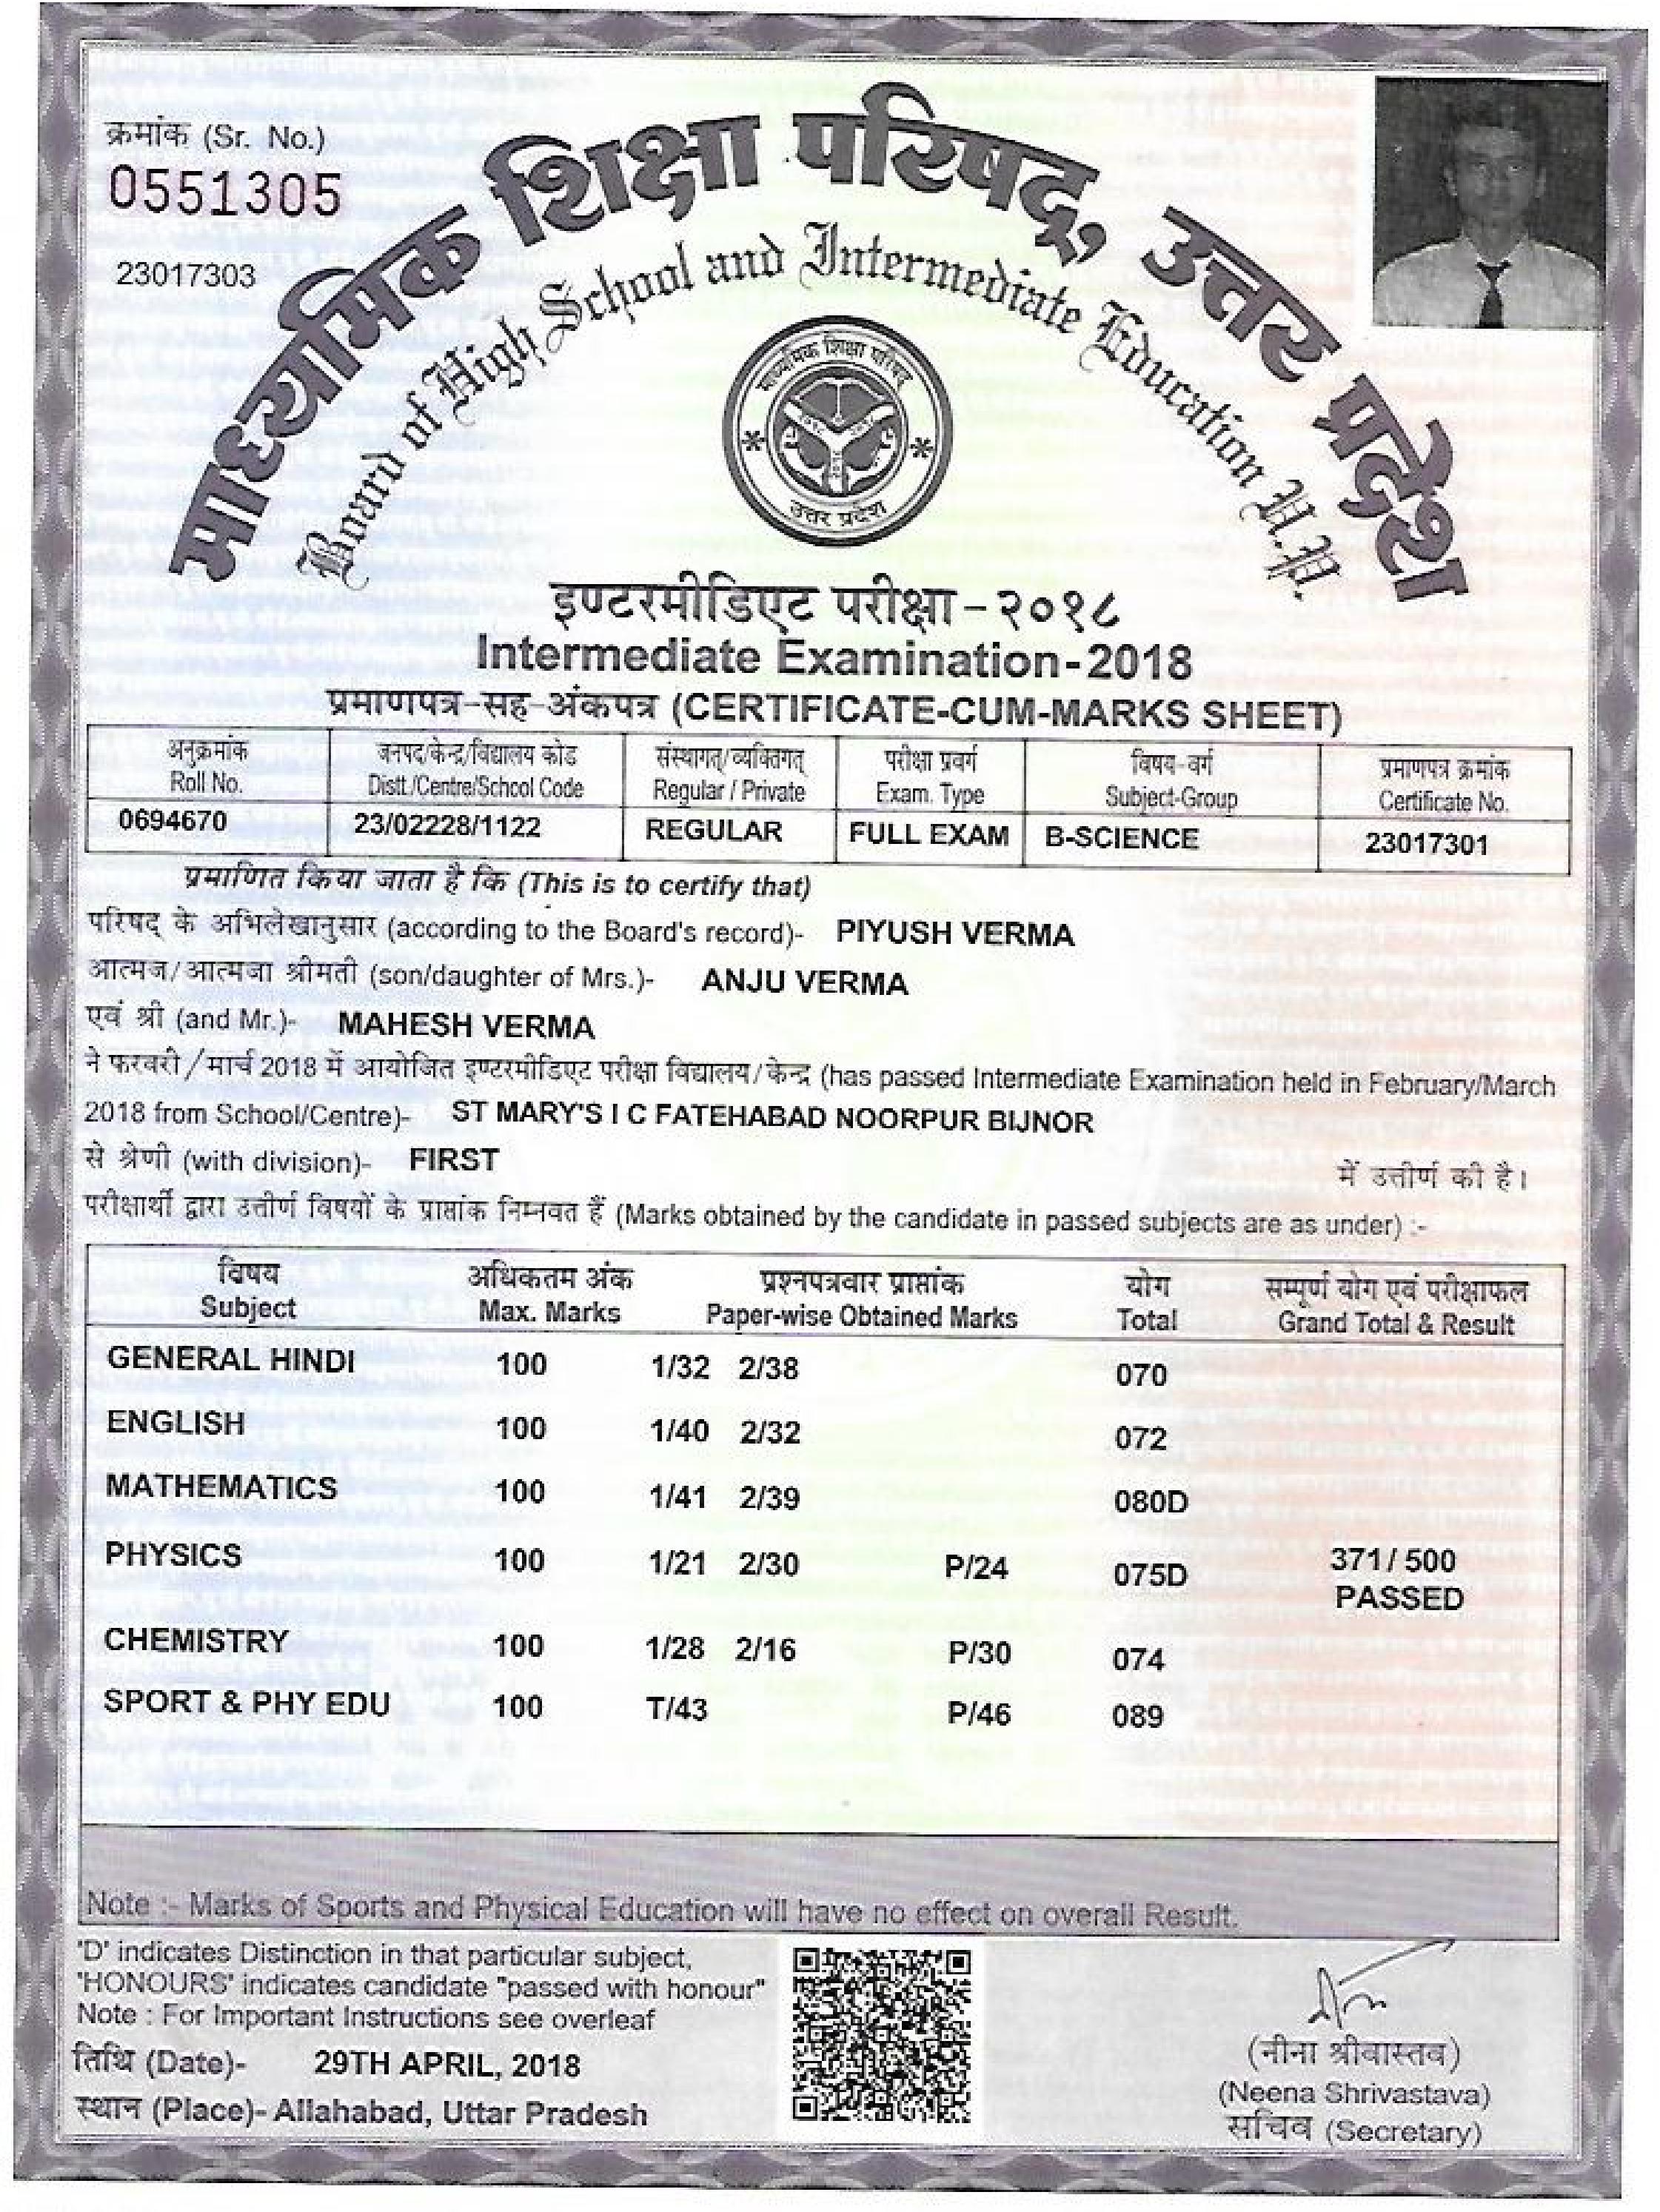 क्रमांक (Sr. No.)
0551305
23017303
माध्यमिक शिक्षा परिषद्, उत्तर प्रदेश
Board of High School and Intermediate Education U.P.
माध्यमिक शिक्षा परिषद्
उत्तर प्रदेश
इण्टरमीडिएट परीक्षा - २०१८
Intermediate Examination - 2018
प्रमाणपत्र-सह-अंकपत्र (CERTIFICATE-CUM-MARKS SHEET)
अनुक्रमांक जनपद/केन्द्र/विद्यालय कोड संस्थागत्/व्यक्तिगत् परीक्षा प्रवर्ग विषय-वर्ग प्रमाणपत्र क्रमांक
Roll No. Distt./Centre/School Code Regular / Private Exam. Type Subject-Group Certificate No.
0694670 23/02228/1122 REGULAR FULL EXAM B-SCIENCE 23017301
प्रमाणित किया जाता है कि (This is to certify that)
परिषद् के अभिलेखानुसार (according to the Board's record)- PIYUSH VERMA
आत्मज/आत्मजा श्रीमती (son/daughter of Mrs.)- ANJU VERMA
एवं श्री (and Mr.)- MAHESH VERMA
ने फरवरी/मार्च 2018 में आयोजित इण्टरमीडिएट परीक्षा विद्यालय/केन्द्र (has passed Intermediate Examination held in February/March
2018 from School/Centre)- ST MARY'S I C FATEHABAD NOORPUR BIJNOR
से श्रेणी (with division)- FIRST में उत्तीर्ण की है।
परीक्षार्थी द्वारा उत्तीर्ण विषयों के प्राप्तांक निम्नवत हैं (Marks obtained by the candidate in passed subjects are as under) :-
विषय अधिकतम अंक प्रश्नपत्रवार प्राप्तांक योग सम्पूर्ण योग एवं परीक्षाफल
Subject Max. Marks Paper-wise Obtained Marks Total Grand Total & Result
GENERAL HINDI 100 1/32 2/38 070
ENGLISH 100 1/40 2/32 072
MATHEMATICS 100 1/41 2/39 080D
PHYSICS 100 1/21 2/30 P/24 075D 371/ 500
PASSED
CHEMISTRY 100 1/28 2/16 P/30 074
SPORT & PHY EDU 100 T/43 P/46 089
Note :- Marks of Sports and Physical Education will have no effect on overall Result.
'D' indicates Distinction in that particular subject,
'HONOURS' indicates candidate "passed with honour"
Note : For Important Instructions see overleaf
तिथि (Date)- 29TH APRIL, 2018
स्थान (Place)- Allahabad, Uttar Pradesh
(नीना श्रीवास्तव)
(Neena Shrivastava)
सचिव (Secretary)